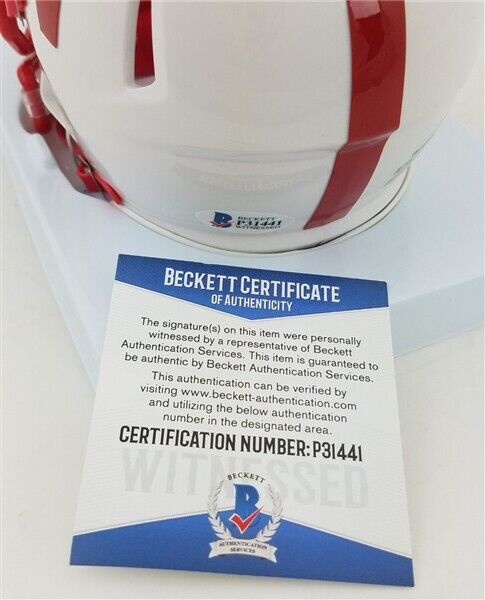 BECKETT
P31441
WITNESSED
BECKETT CERTIFICATE
OF AUTHENTICITY
The signature(s) on this item were personally
witnessed by a representative of Beckett
Authentication Services. This item is guaranteed to
be authentic by Beckett Authentication Services.
This authentication can be verified by
visiting www.beckett-authentication.com
and utilizing the below authentication
number in the designated area.
CERTIFICATION NUMBER: P31441
WITNESSED
BECKETT
B
AUTHENTICATION
SERVICES